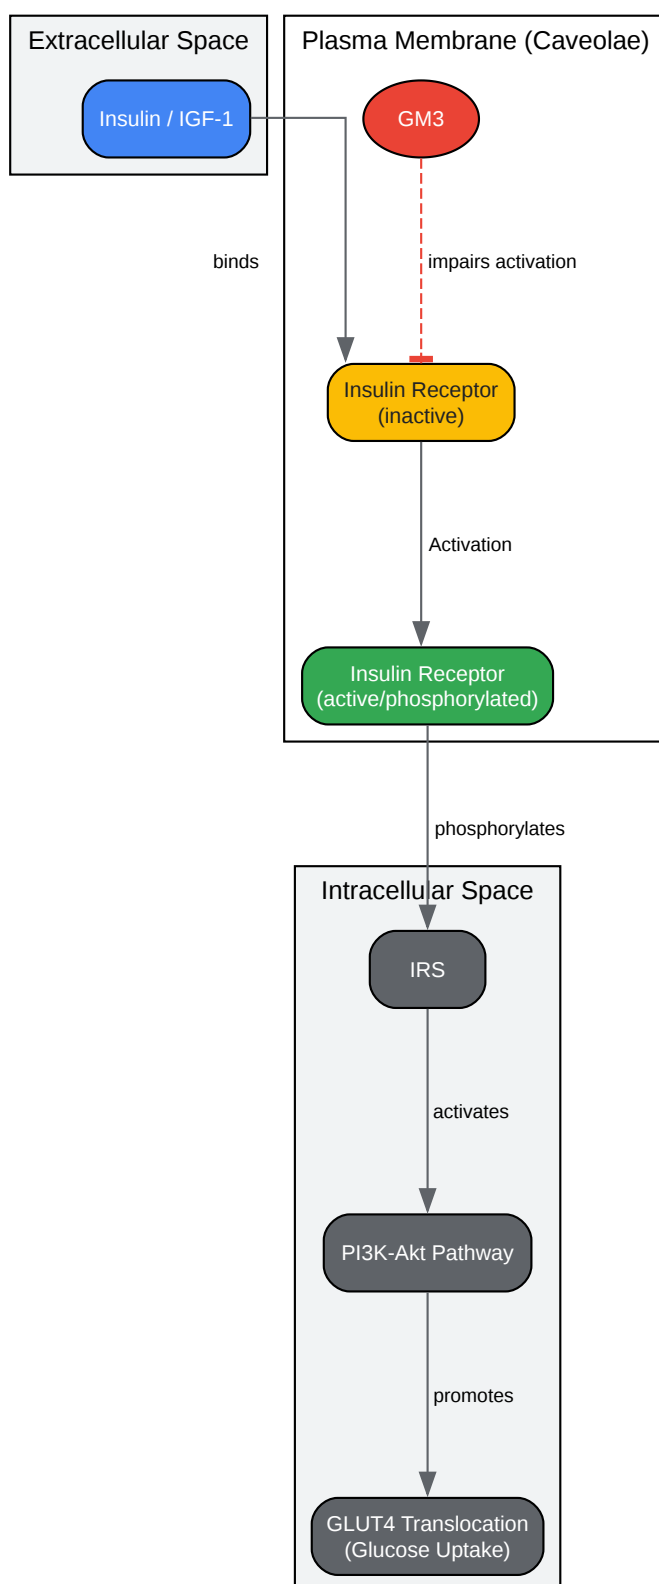 Extracellular Space
Plasma Membrane (Caveolae)
Insulin / IGF-1
GM3
binds
impairs activation
Insulin Receptor
(inactive)
Activation
Insulin Receptor
(active/phosphorylated)
phosphorylates
Intracellular Space
IRS
activates
PI3K-Akt Pathway
promotes
GLUT4 Translocation
(Glucose Uptake)